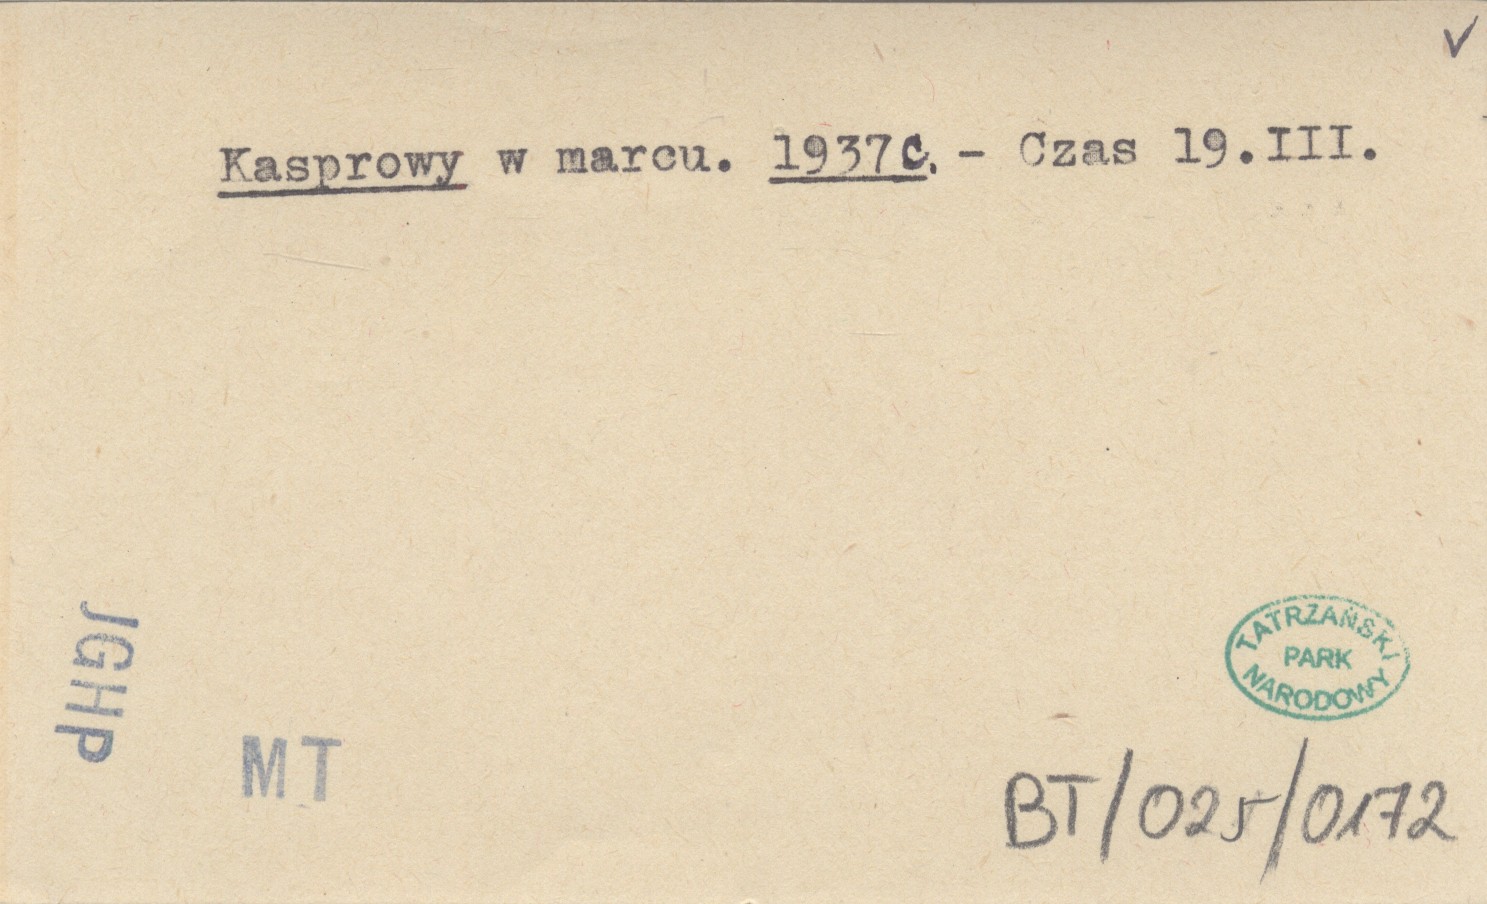 ✓
Kasprowy w marcu. 1937c. - Czas 19.III.
TATRZAŃSKI
PARK
NARODOWY
JGHP
MT
BT/025/0172